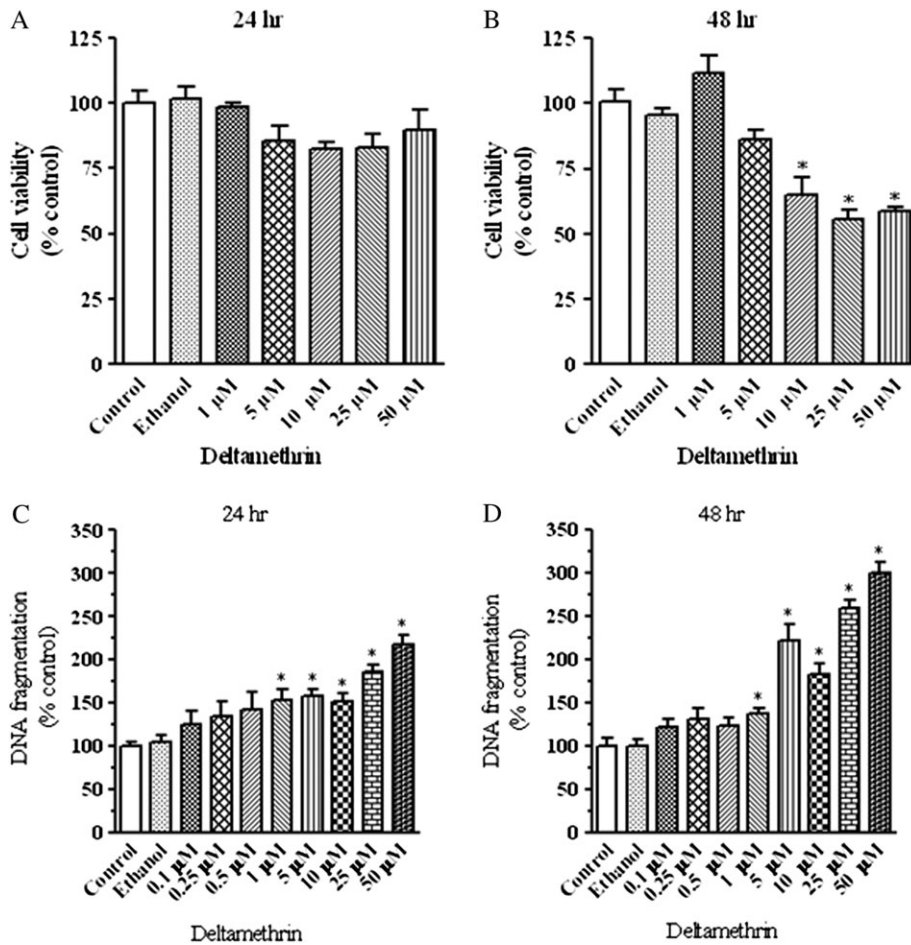 A
24 hr
Cell viability
(% control)
125
100
75
50
25
0
Control
Ethanol
1 µM
5 µM
10 µM
25 µM
50 µM
Deltamethrin
B
48 hr
Cell viability
(% control)
125
100
75
50
25
0
*
*
*
Control
Ethanol
1 µM
5 µM
10 µM
25 µM
50 µM
Deltamethrin
C
24 hr
DNA fragmentation
(% control)
350
300
250
200
150
100
50
0
*
*
*
*
*
Control
Ethanol
0.1 µM
0.25 µM
0.5 µM
1 µM
5 µM
10 µM
25 µM
50 µM
Deltamethrin
D
48 hr
DNA fragmentation
(% control)
350
300
250
200
150
100
50
0
*
*
*
*
*
Control
Ethanol
0.1 µM
0.25 µM
0.5 µM
1 µM
5 µM
10 µM
25 µM
50 µM
Deltamethrin